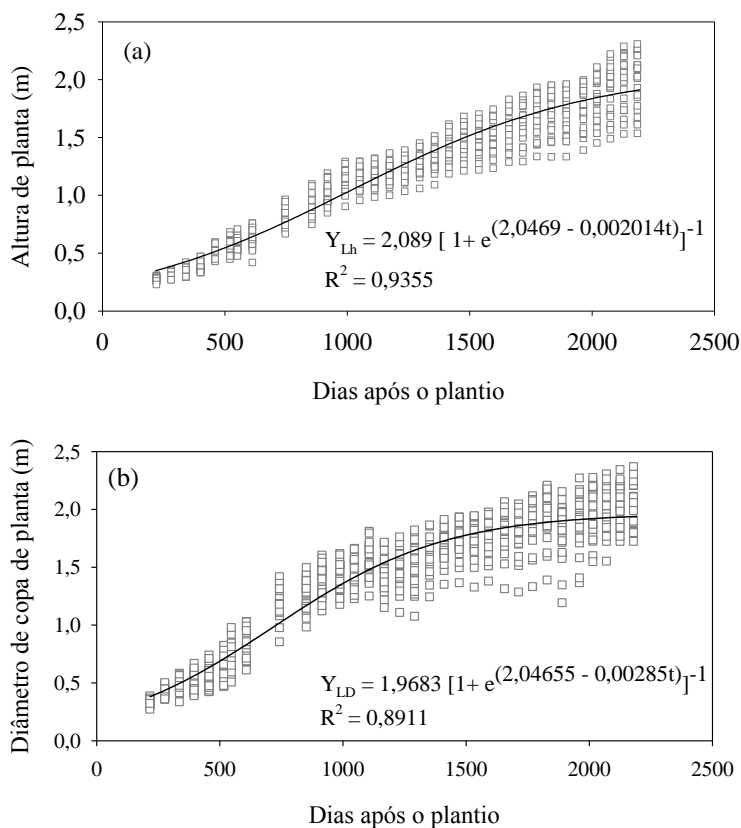 Altura de planta (m)
2,5
(a)
2,0
1,5
1,0
0,5
0,0
Y_Lh = 2,089 [ 1+ e^(2,0469 - 0,002014t)]^-1
R^2 = 0,9355
0 500 1000 1500 2000 2500
Dias após o plantio
Diâmetro de copa de planta (m)
2,5
(b)
2,0
1,5
1,0
0,5
0,0
Y_LD = 1,9683 [1+ e^(2,04655 - 0,00285t)]^-1
R^2 = 0,8911
0 500 1000 1500 2000 2500
Dias após o plantio